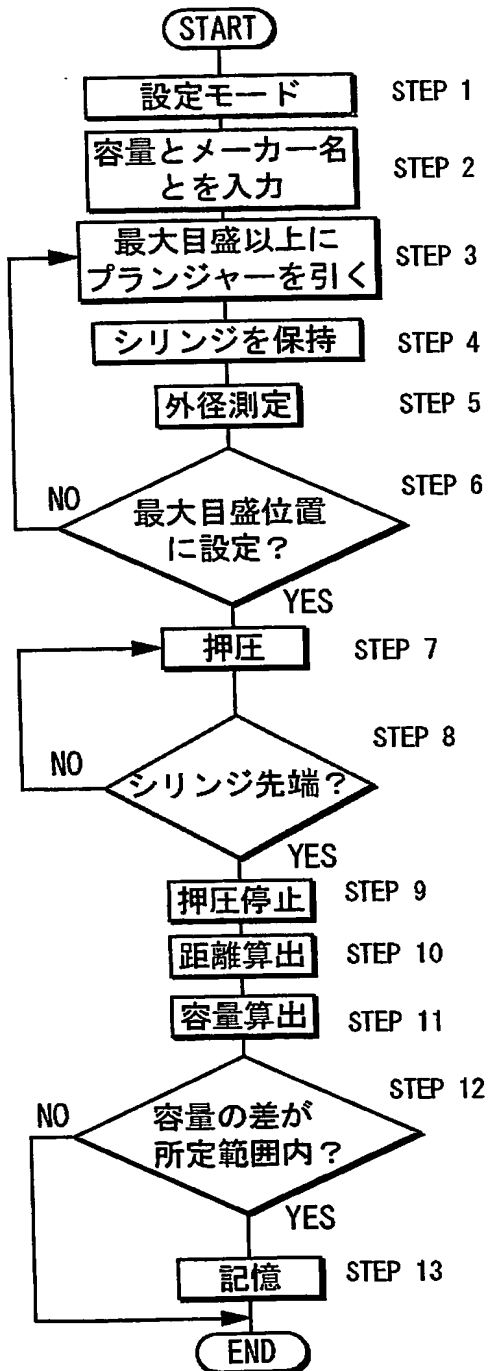 START
設定モード
STEP 1
容量とメーカー名
とを入力
STEP 2
最大目盛以上に
プランジャーを引く
STEP 3
シリンジを保持
STEP 4
外径測定
STEP 5
STEP 6
NO
最大目盛位置
に設定?
YES
押圧
STEP 7
STEP 8
NO
シリンジ先端?
YES
押圧停止
STEP 9
距離算出
STEP 10
容量算出
STEP 11
STEP 12
NO
容量の差が
所定範囲内?
YES
記憶
STEP 13
END